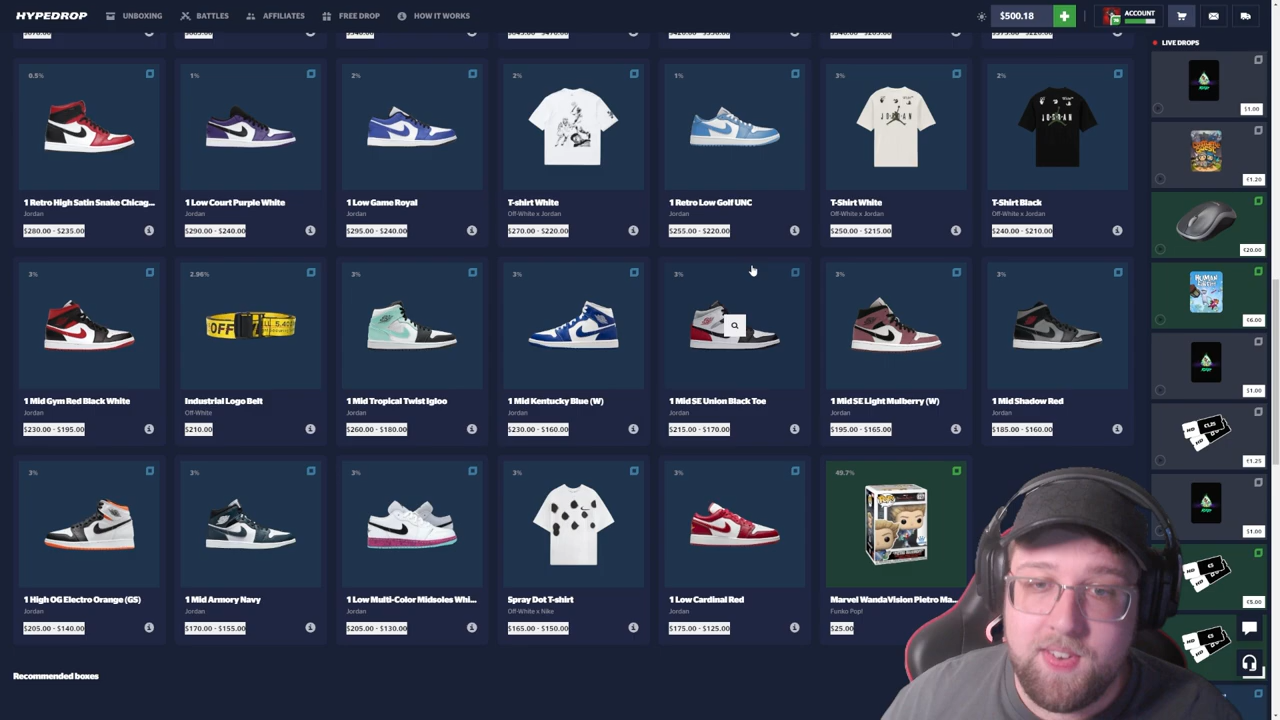 HYPEDROP
UNBOXING
BATTLES
AFFILIATES
FREE DROP
HOW IT WORKS
$500.18
ACCOUNT
LIVE DROPS
0.5%
1%
2%
2%
1%
3%
2%
1 Retro High Satin Snake Chicag...
1 Low Court Purple White
1 Low Game Royal
T-shirt White
1 Retro Low Golf UNC
T-Shirt White
T-Shirt Black
Jordan
Jordan
Jordan
Off-White x Jordan
Jordan
Off-White x Jordan
Off-White x Jordan
$280.00 - $235.00
$290.00 - $240.00
$295.00 - $240.00
$270.00 - $220.00
$255.00 - $220.00
$250.00 - $215.00
$240.00 - $210.00
3%
2.96%
3%
3%
3%
3%
3%
1 Mid Gym Red Black White
Industrial Logo Belt
1 Mid Tropical Twist Igloo
1 Mid Kentucky Blue (W)
1 Mid SE Union Black Toe
1 Mid SE Light Mulberry (W)
1 Mid Shadow Red
Jordan
Off-White
Jordan
Jordan
Jordan
Jordan
Jordan
$230.00 - $195.00
$210.00
$260.00 - $180.00
$230.00 - $160.00
$215.00 - $170.00
$195.00 - $165.00
$185.00 - $160.00
3%
3%
3%
3%
3%
49.7%
1 High OG Electro Orange (GS)
1 Mid Armory Navy
1 Low Multi-Color Midsoles Whi...
Spray Dot T-shirt
1 Low Cardinal Red
Marvel WandaVision Pietro Ma...
Jordan
Jordan
Jordan
Off-White x Nike
Jordan
Funko Pop!
$205.00 - $140.00
$170.00 - $155.00
$205.00 - $130.00
$165.00 - $150.00
$175.00 - $125.00
$25.00
Recommended boxes
$1.00
€1.20
€20.00
€6.00
$1.00
€1.25
$1.00
€5.00